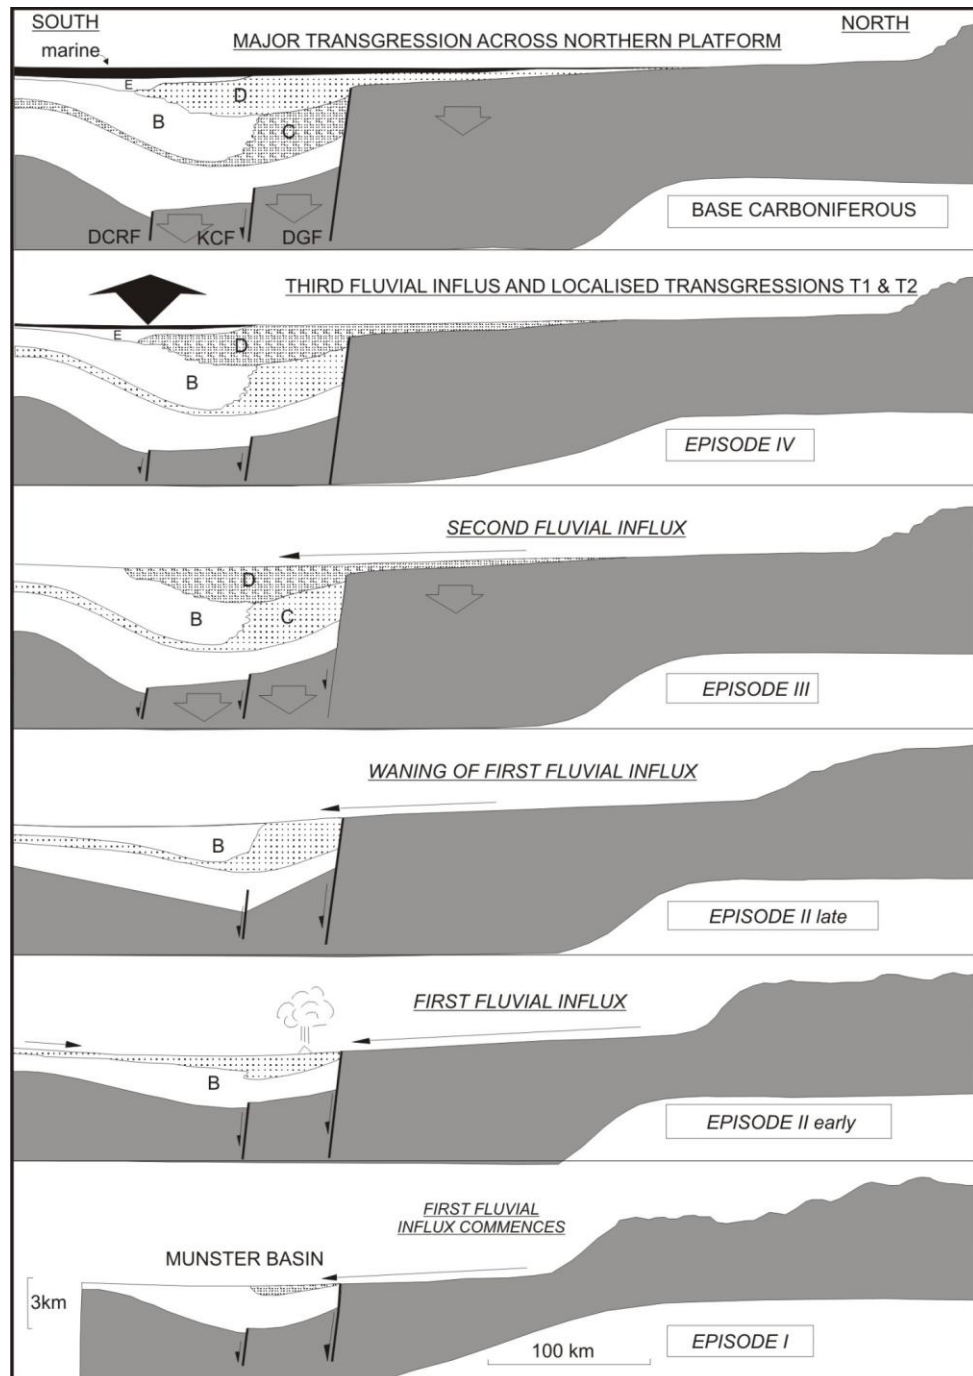 SOUTH
NORTH
marine
MAJOR TRANSGRESSION ACROSS NORTHERN PLATFORM
E
D
B
C
BASE CARBONIFEROUS
DCRF
KCF
DGF
THIRD FLUVIAL INFLUS AND LOCALISED TRANSGRESSIONS T1 & T2
E
D
B
EPISODE IV
SECOND FLUVIAL INFLUX
D
B
C
EPISODE III
WANING OF FIRST FLUVIAL INFLUX
B
EPISODE II late
FIRST FLUVIAL INFLUX
B
EPISODE II early
FIRST FLUVIAL
INFLUX COMMENCES
MUNSTER BASIN
3km
EPISODE I
100 km